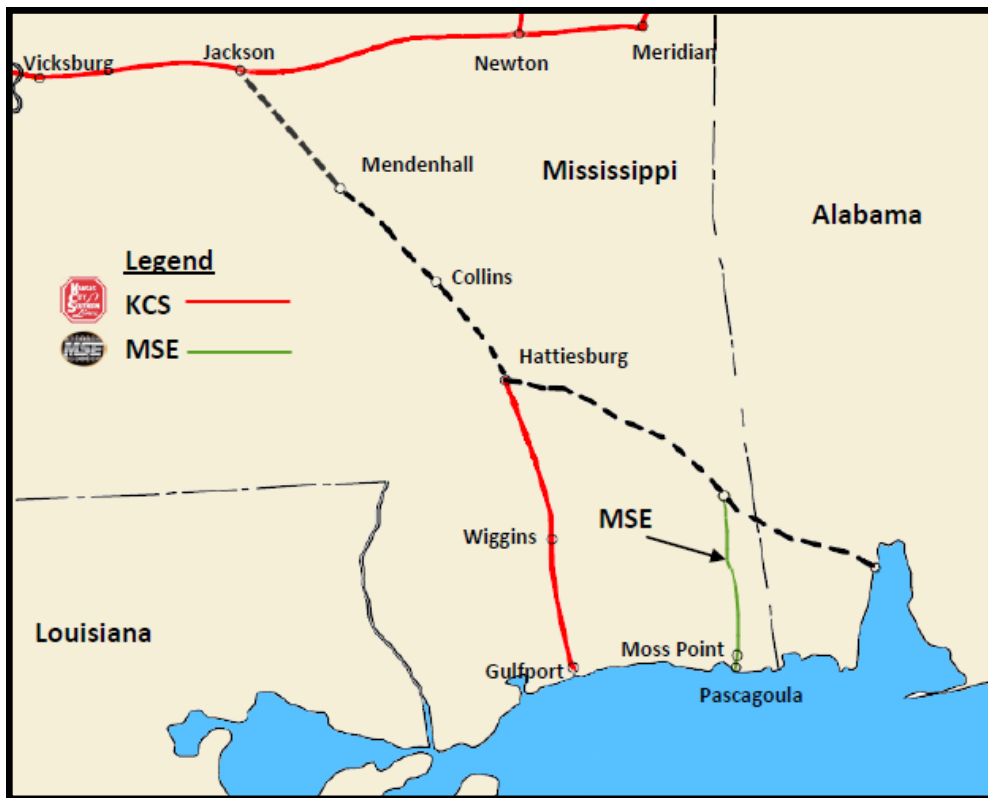 Jackson
Meridian
Vicksburg
Newton
Mendenhall
Mississippi
Alabama
Legend
Collins
KCS
MSE
MSE
Hattiesburg
MSE
Wiggins
Louisiana
Moss Point
Gulfport
Pascagoula